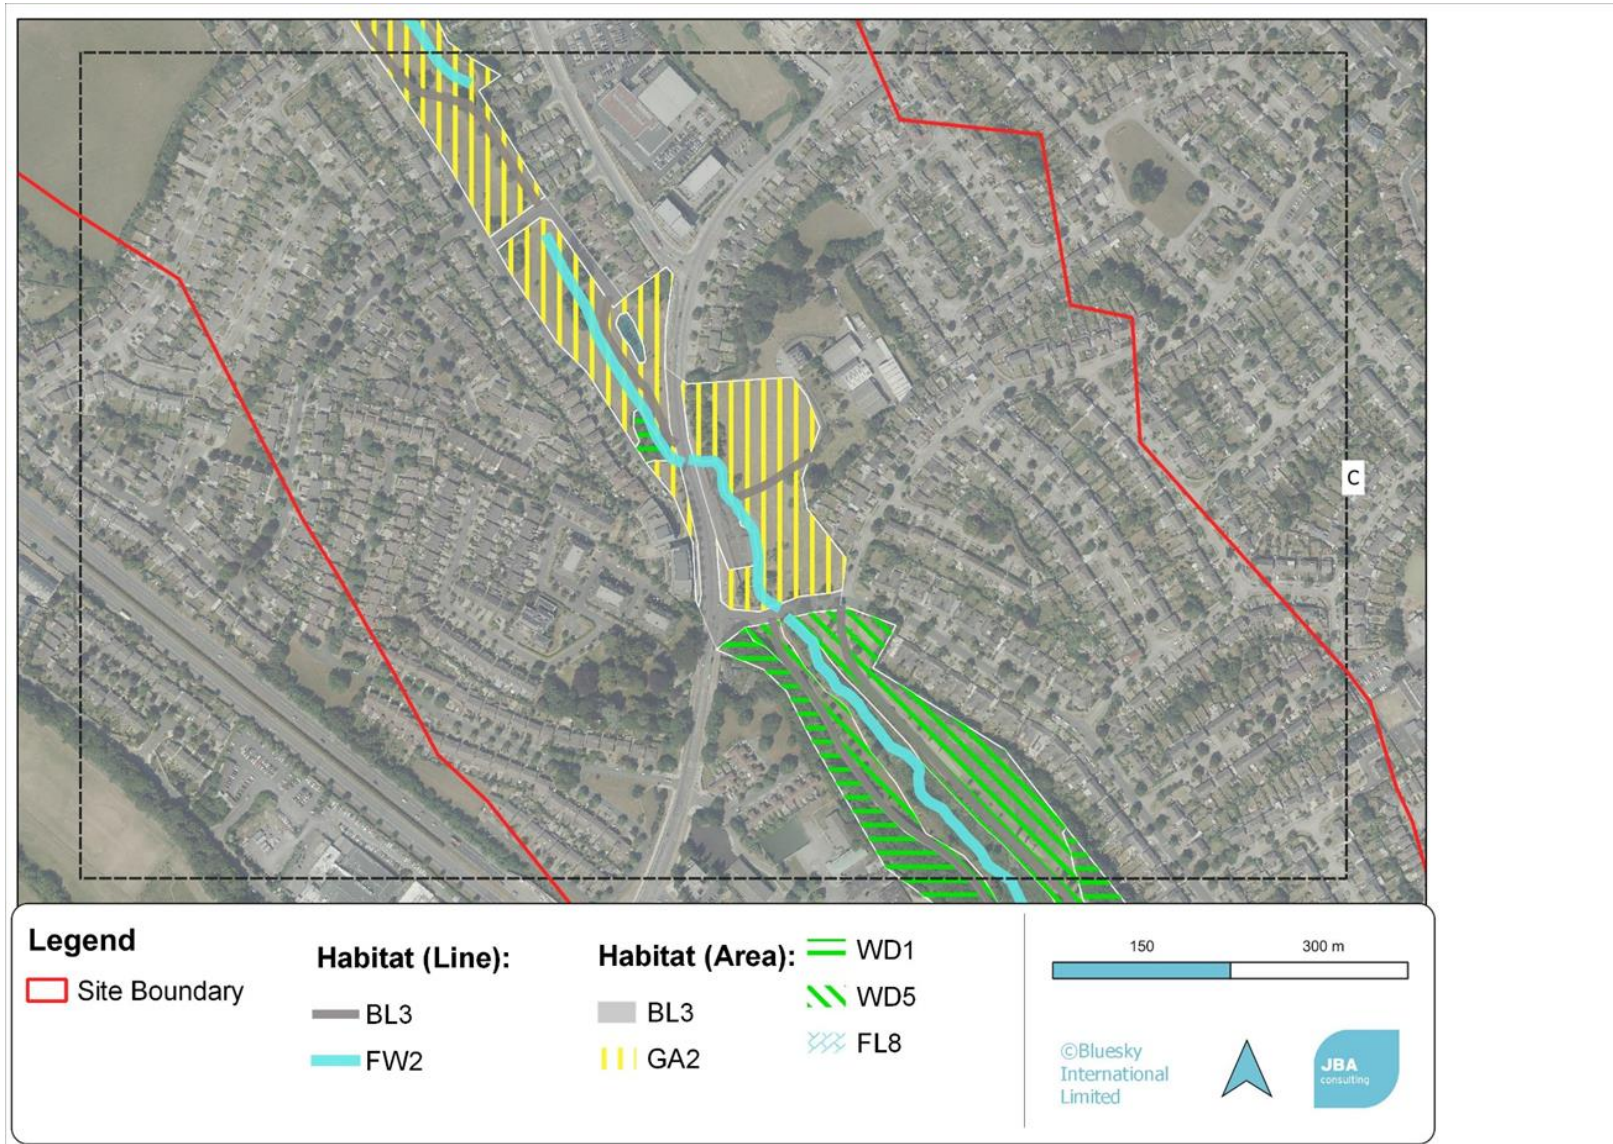 C
Legend
Site Boundary
Habitat (Line):
BL3
FW2
Habitat (Area):
BL3
GA2
WD1
WD5
FL8
150
300 m
©Bluesky
International
Limited
JBA
consulting